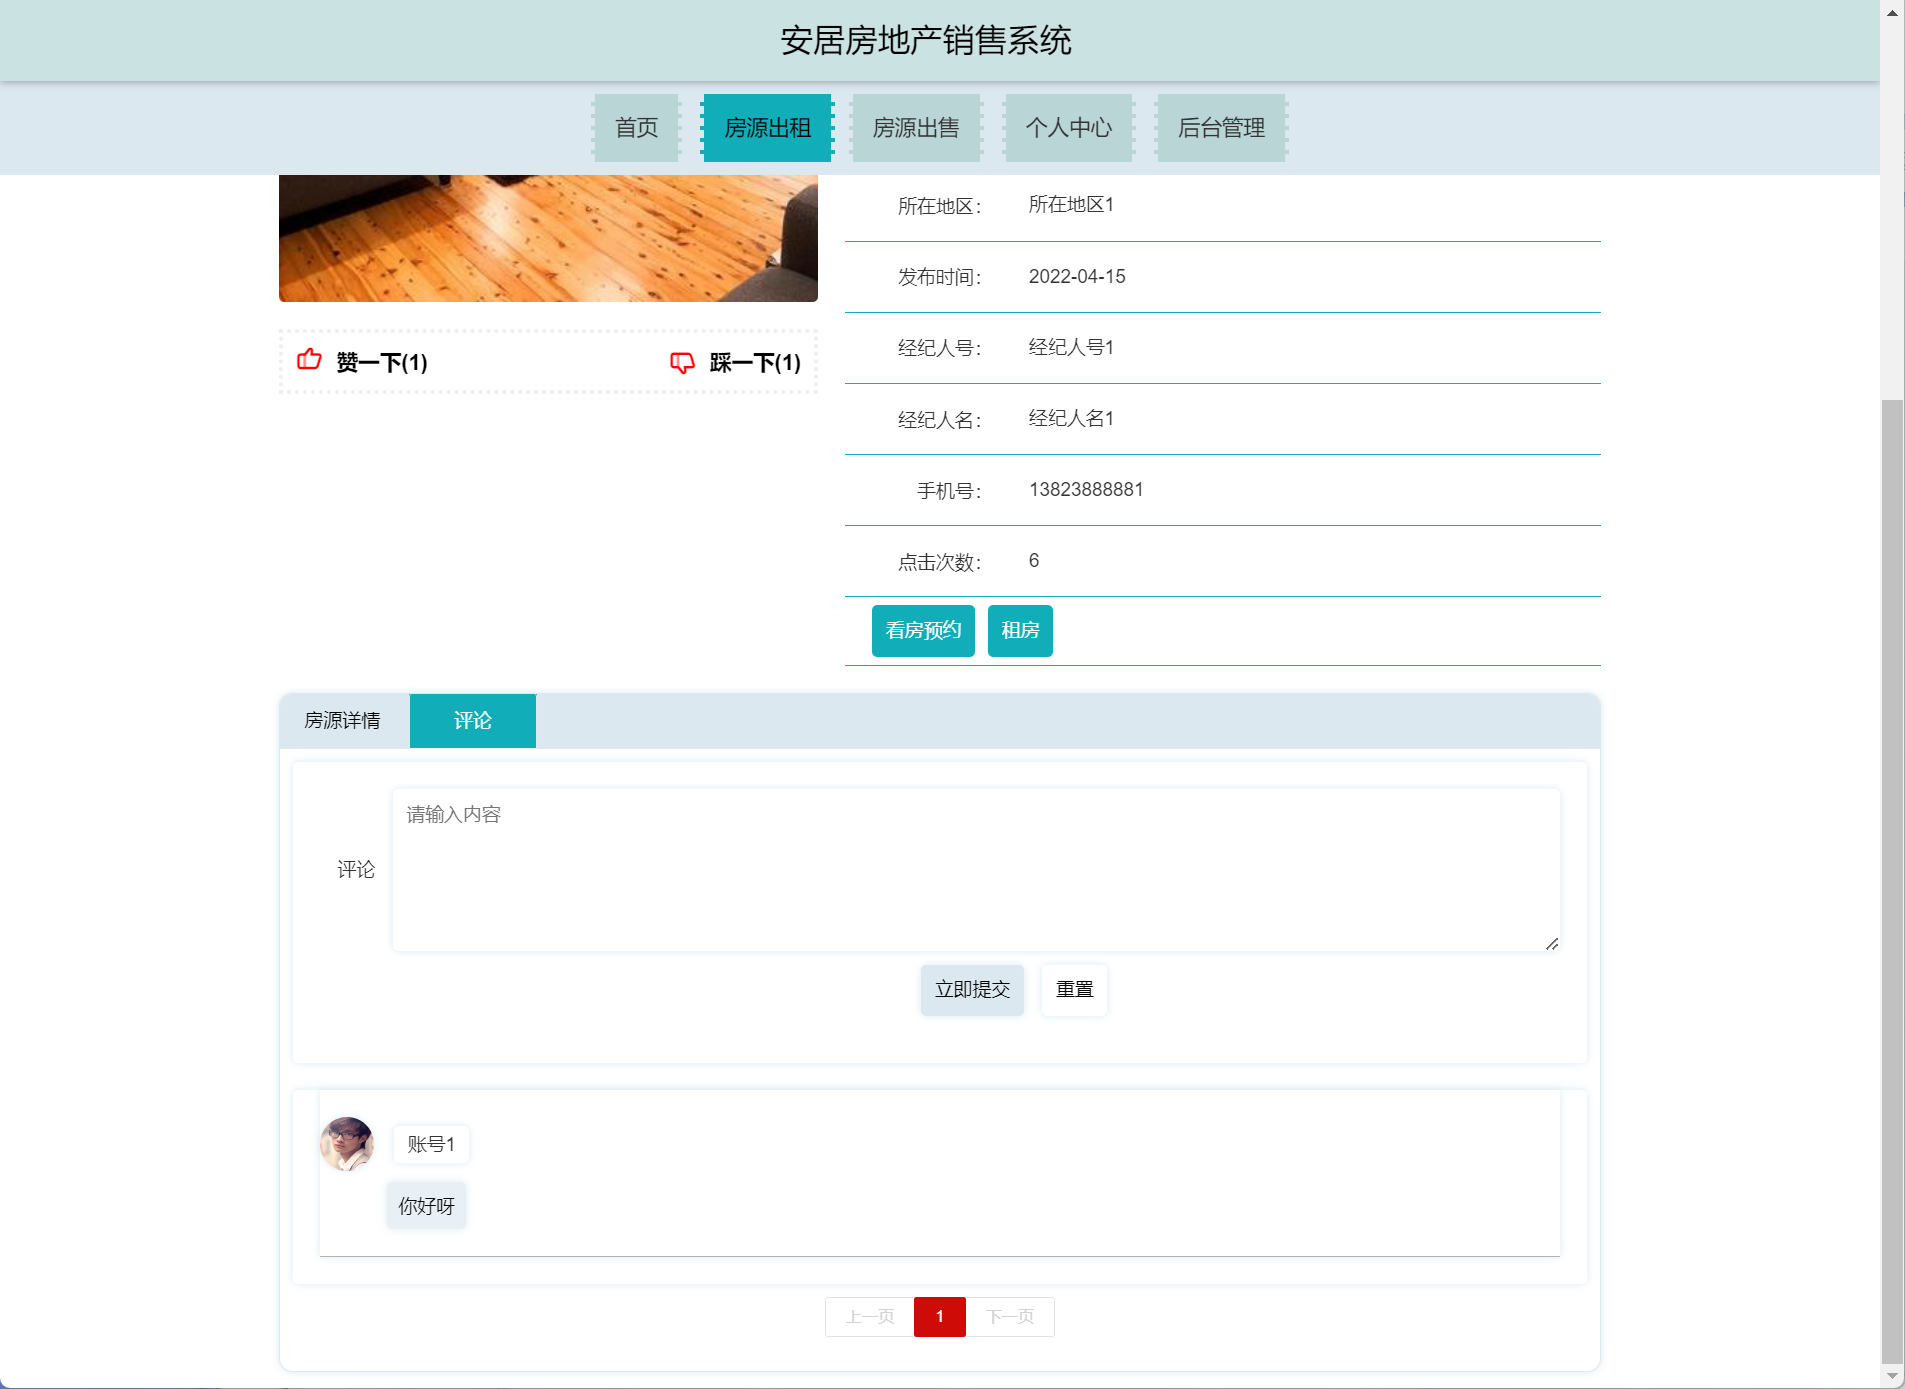 安居房地产销售系统
首页 房源出租 房源出售 个人中心 后台管理
所在地区： 所在地区1
发布时间： 2022-04-15
经纪人号： 经纪人号1
赞一下(1) 踩一下(1)
经纪人名： 经纪人名1
手机号： 13823888881
点击次数： 6
看房预约 租房
房源详情 评论
请输入内容
评论
立即提交 重置
账号1
你好呀
上一页 1 下一页